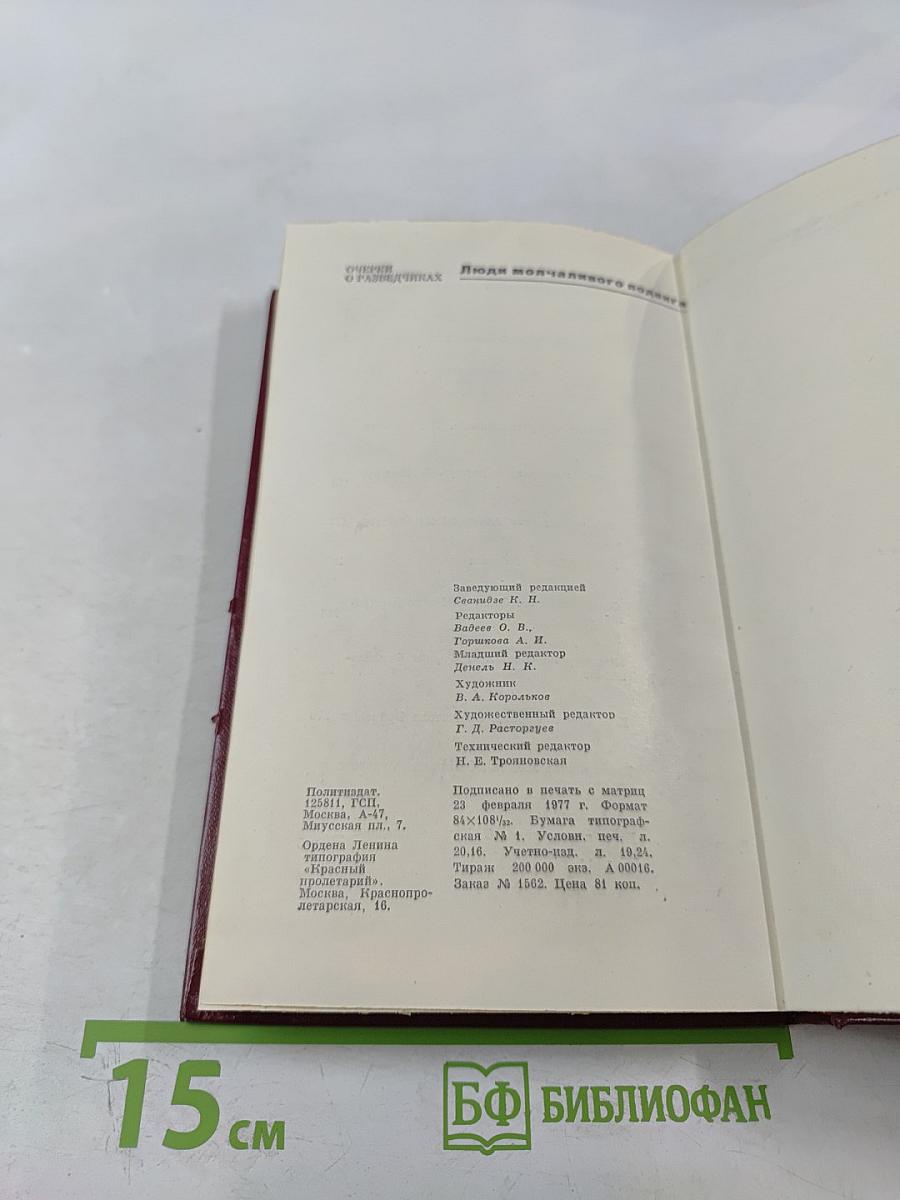 ОЧЕРКИ
О РАЗВЕДЧИКАХ
Люди молчаливого подвига
Заведующий редакцией
Сванидзе К. Н.
Редакторы
Вадеев О. В.,
Горшкова А. И.
Младший редактор
Денель Н. К.
Художник
В. А. Корольков
Художественный редактор
Г. Д. Расторгуев
Технический редактор
Н. Е. Трояновская
Политиздат.
125811, ГСП,
Москва, А-47,
Миусская пл., 7.
Ордена Ленина
типография
«Красный
пролетарий».
Москва, Краснопро-
летарская, 16.
Подписано в печать с матриц
23 февраля 1977 г. Формат
84×108¹/₃₂. Бумага типограф-
ская № 1. Условн. печ. л.
20,16. Учетно-изд. л. 19,24.
Тираж 200 000 экз. А 00016.
Заказ № 1562. Цена 81 коп.
15 см
БФ БИБЛИОФАН